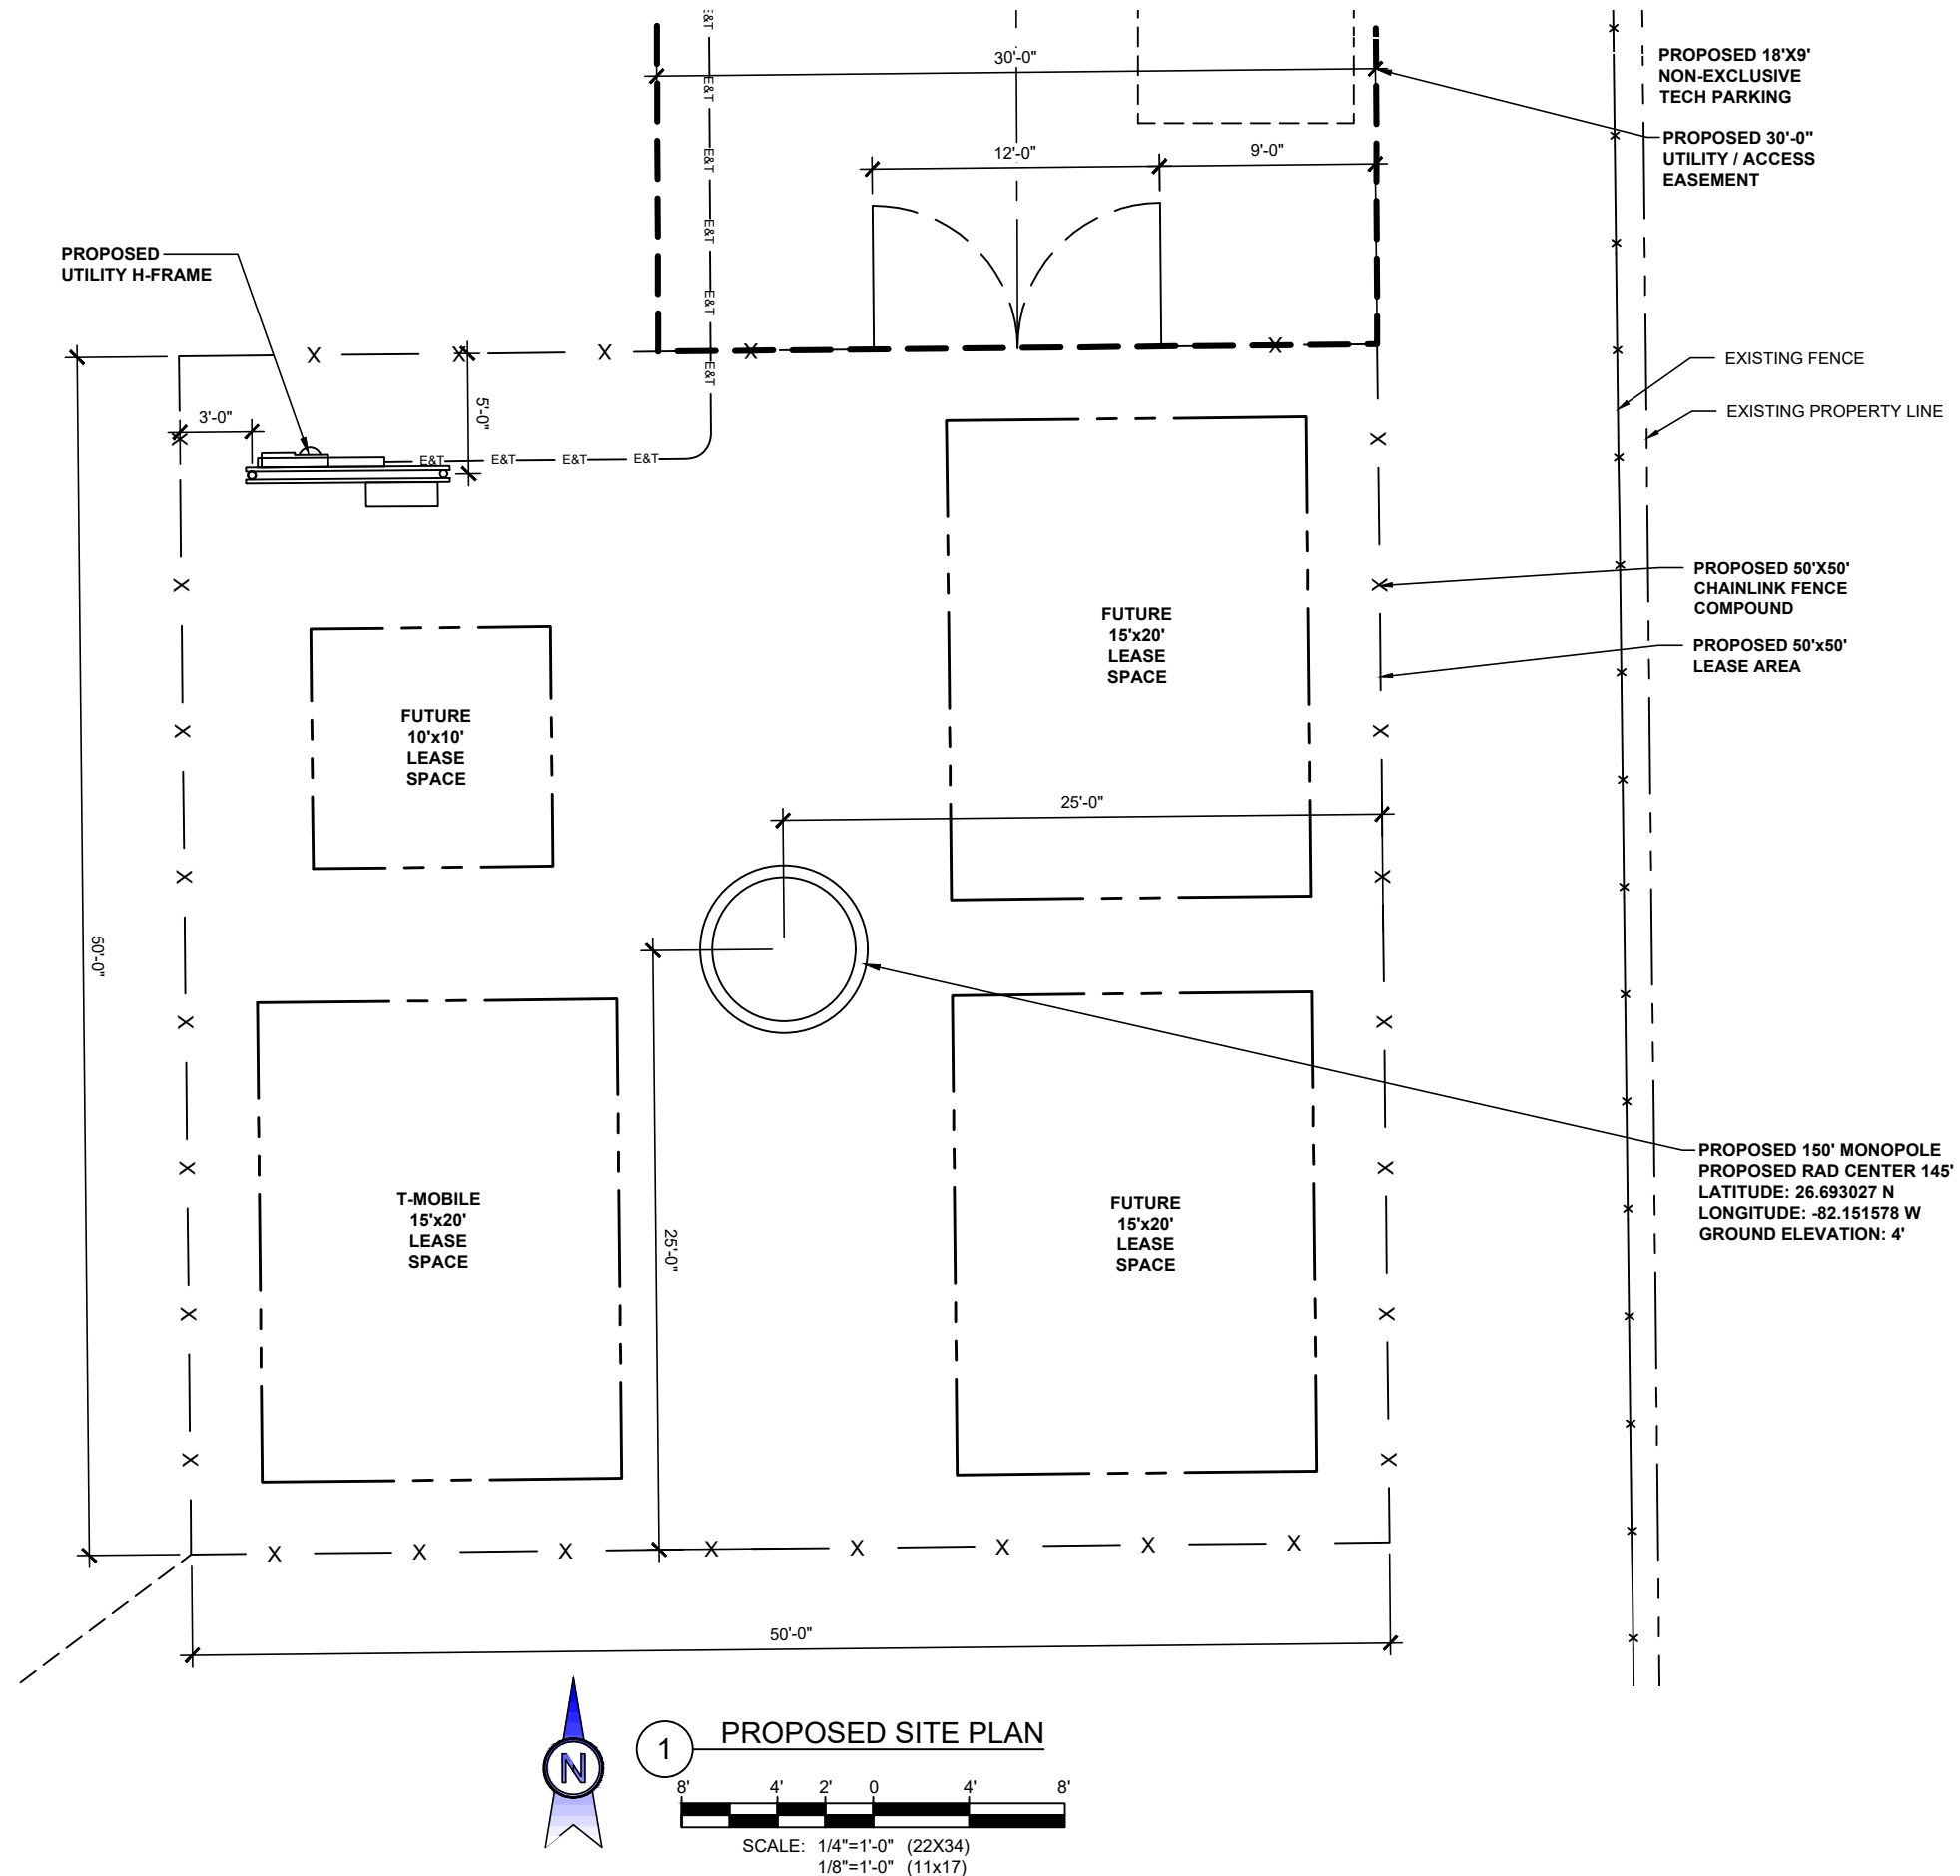 E&T
30'-0"
PROPOSED 18'X9'
NON-EXCLUSIVE
TECH PARKING
E&T
PROPOSED 30'-0"
UTILITY / ACCESS
EASEMENT
E&T
12'-0"
9'-0"
E&T
PROPOSED
UTILITY H-FRAME
E&T
X X X X X
E&T
EXISTING FENCE
3'-0"
5'-0"
EXISTING PROPERTY LINE
E&T E&T E&T E&T
PROPOSED 50'X50'
CHAINLINK FENCE
COMPOUND
FUTURE
15'x20'
LEASE
SPACE
PROPOSED 50'x50'
LEASE AREA
FUTURE
10'x10'
LEASE
SPACE
25'-0"
50'-0"
PROPOSED 150' MONOPOLE
PROPOSED RAD CENTER 145'
LATITUDE: 26.693027 N
LONGITUDE: -82.151578 W
GROUND ELEVATION: 4'
T-MOBILE
15'x20'
LEASE
SPACE
25'-0"
FUTURE
15'x20'
LEASE
SPACE
X X X X X X X X
50'-0"
N
1 PROPOSED SITE PLAN
8' 4' 2' 0 4' 8'
SCALE: 1/4"=1'-0" (22X34)
1/8"=1'-0" (11x17)